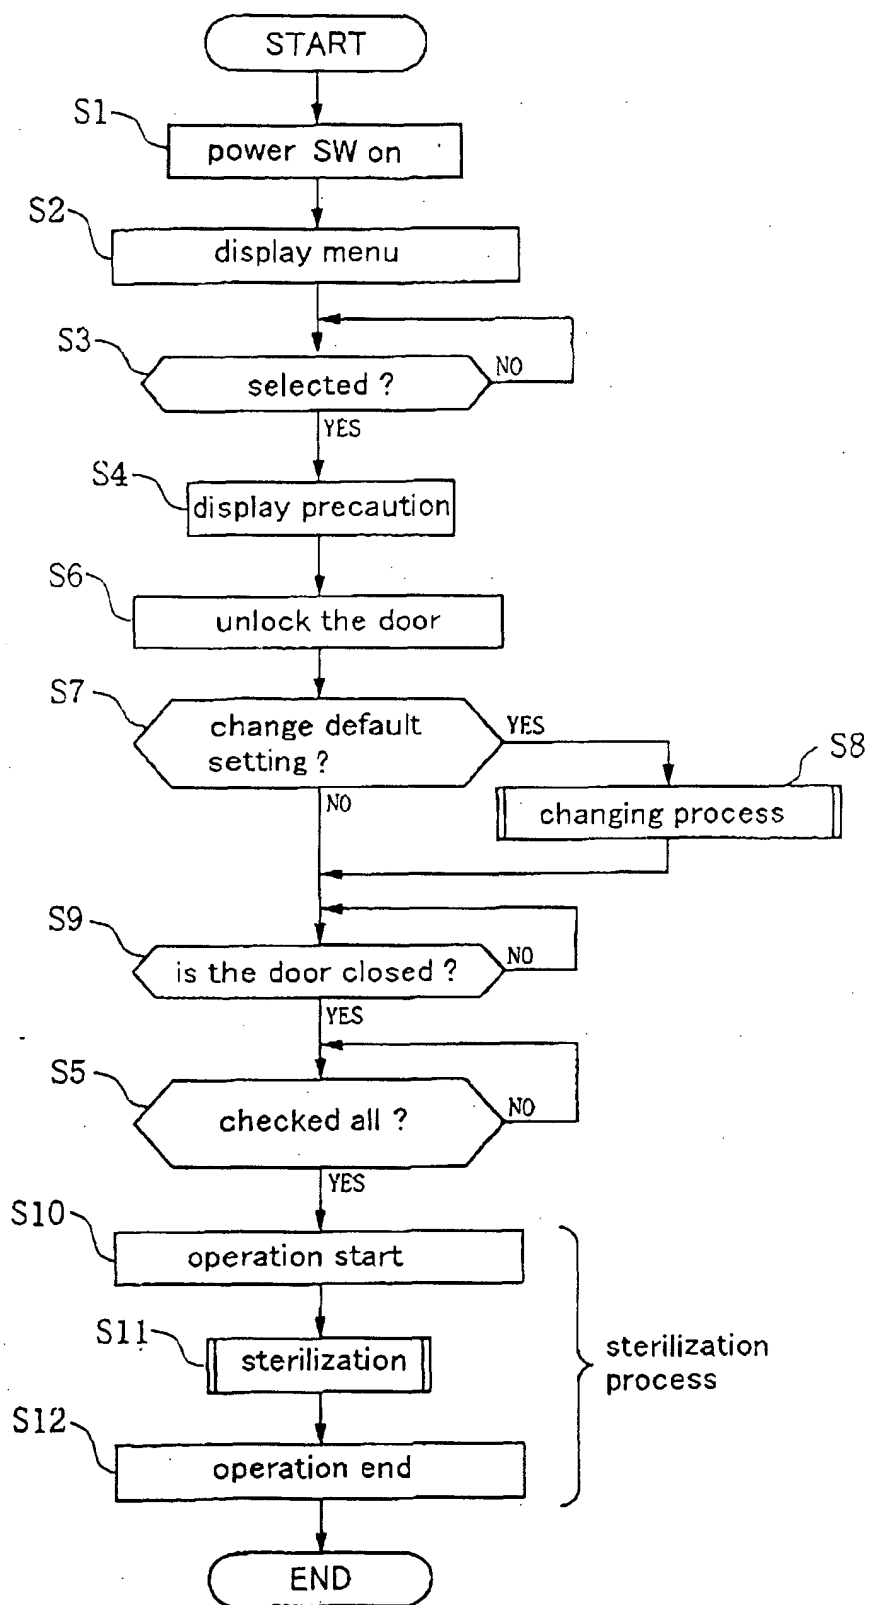 START
S1
power SW on
S2
display menu
S3
selected ?
NO
YES
S4
display precaution
S6
unlock the door
S7
change default
setting ?
YES
NO
S8
changing process
S9
is the door closed ?
NO
YES
S5
checked all ?
NO
YES
S10
operation start
S11
sterilization
S12
operation end
sterilization
process
END